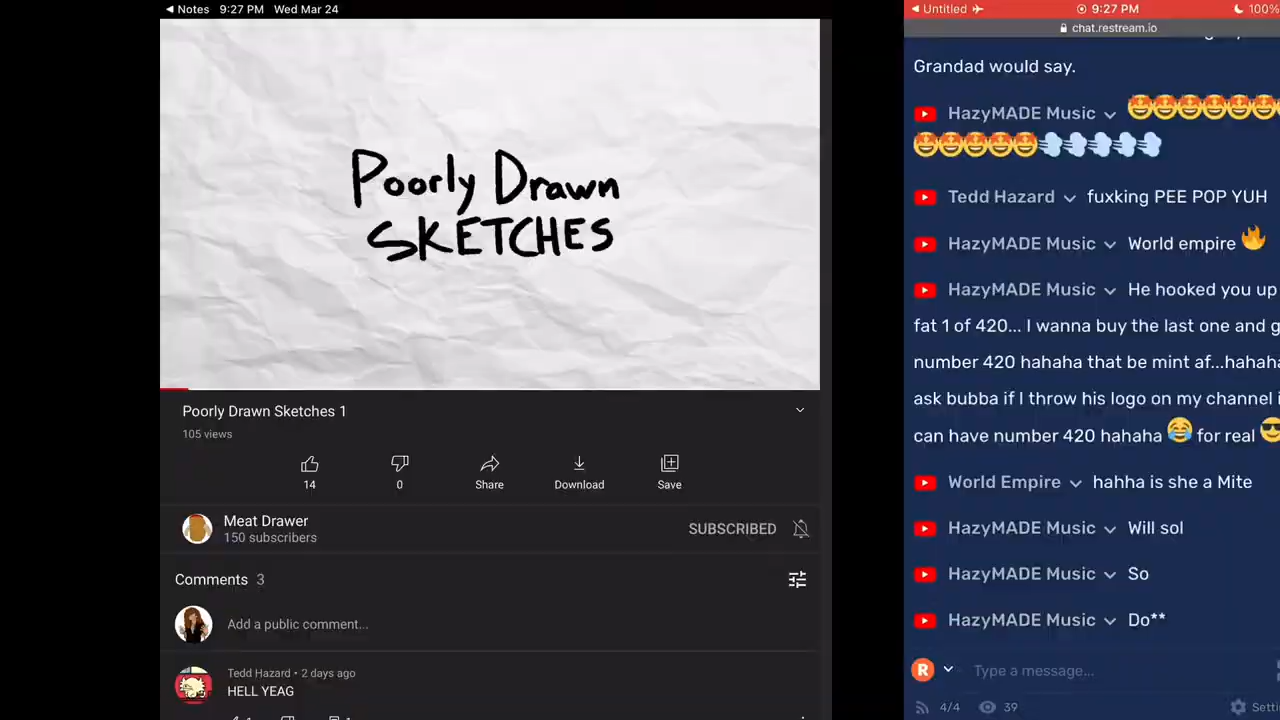 Notes 9:27 PM Wed Mar 24
Poorly Drawn
SKETCHES
Poorly Drawn Sketches 1
105 views
14
0
Share
Download
Save
Meat Drawer
150 subscribers
SUBSCRIBED
Comments 3
Add a public comment...
Tedd Hazard • 2 days ago
HELL YEAG
Untitled 9:27 PM 100%
chat.restream.io
Grandad would say.
HazyMADE Music
Tedd Hazard fuxking PEE POP YUH
HazyMADE Music World empire
HazyMADE Music He hooked you up
fat 1 of 420... I wanna buy the last one and
number 420 hahaha that be mint af...
ask bubba if I throw his logo on my channel
can have number 420 hahaha for real
World Empire hahha is she a Mite
HazyMADE Music Will sol
HazyMADE Music So
HazyMADE Music Do**
R
Type a message...
4/4 39